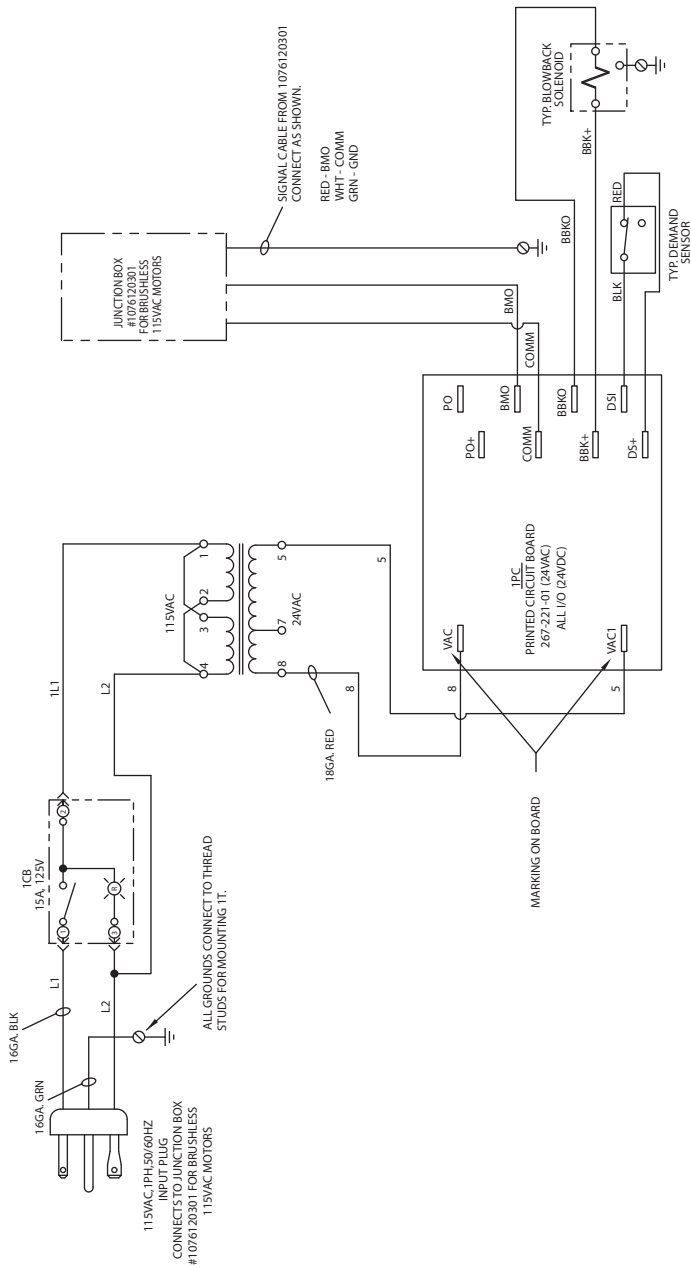 115VAC,1PH,50/60HZ
INPUT PLUG
CONNECTS TO JUNCTION BOX
#1076120301 FOR BRUSHLESS
115VAC MOTORS
16GA. BLK
16GA. GRN
L1
L2
ALL GROUNDS CONNECT TO THREAD
STUDS FOR MOUNTING 1T.
1CB
15A, 125V
1
2
3
R
1L1
L2
115VAC
4
3
2
1
8
7
5
24VAC
18GA. RED
8
5
8
5
MARKING ON BOARD
VAC
VAC1
1PC
PRINTED CIRCUIT BOARD
267-221-01 (24VAC)
ALL I/O (24VDC)
PO+
PO
COMM
BMO
BBK+
BBKO
DS+
DSI
JUNCTION BOX
#1076120301
FOR BRUSHLESS
115VAC MOTORS
SIGNAL CABLE FROM 1076120301
CONNECT AS SHOWN.
RED - BMO
WHT - COMM
GRN - GND
COMM
BMO
BBKO
BBK+
TYP. BLOWBACK
SOLENOID
BLK
RED
TYP. DEMAND
SENSOR